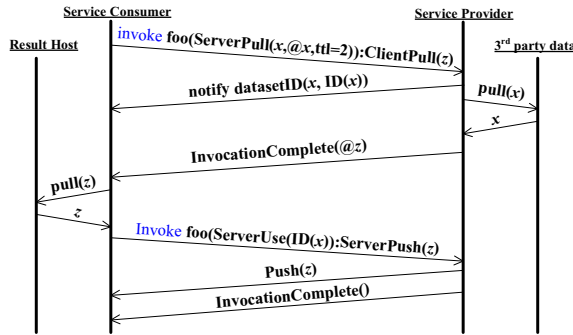 Service Consumer
Service Provider
Result Host
3rd party data
invoke foo(ServerPull(x,@x,ttl=2)):ClientPull(z)
notify datasetID(x, ID(x))
pull(x)
x
InvocationComplete(@z)
pull(z)
z
Invoke foo(ServerUse(ID(x)):ServerPush(z)
Push(z)
InvocationComplete()